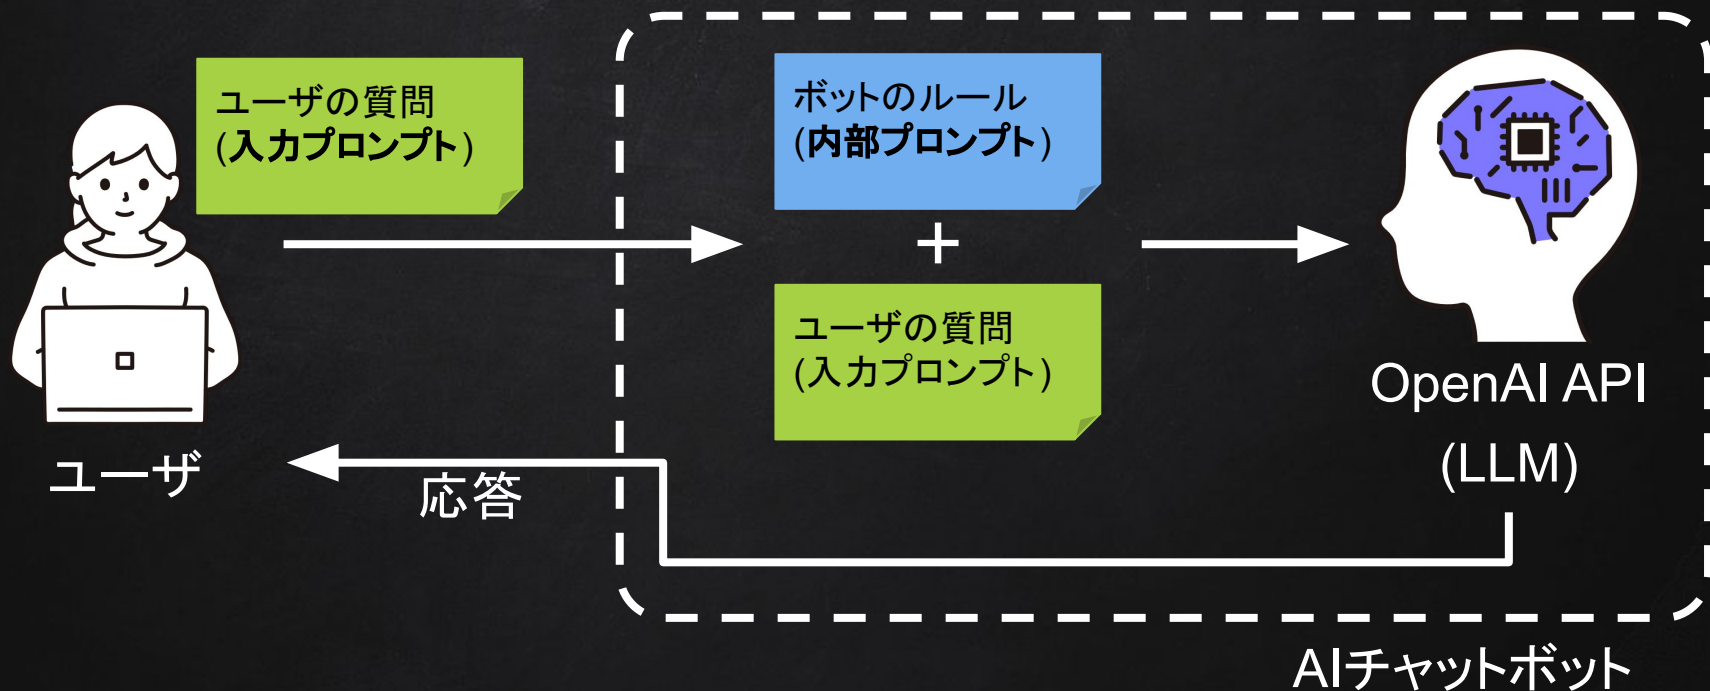 ユーザの質問
(入力プロンプト)
ボットのルール
(内部プロンプト)
+
ユーザの質問
(入力プロンプト)
OpenAI API
(LLM)
ユーザ
応答
AIチャットボット